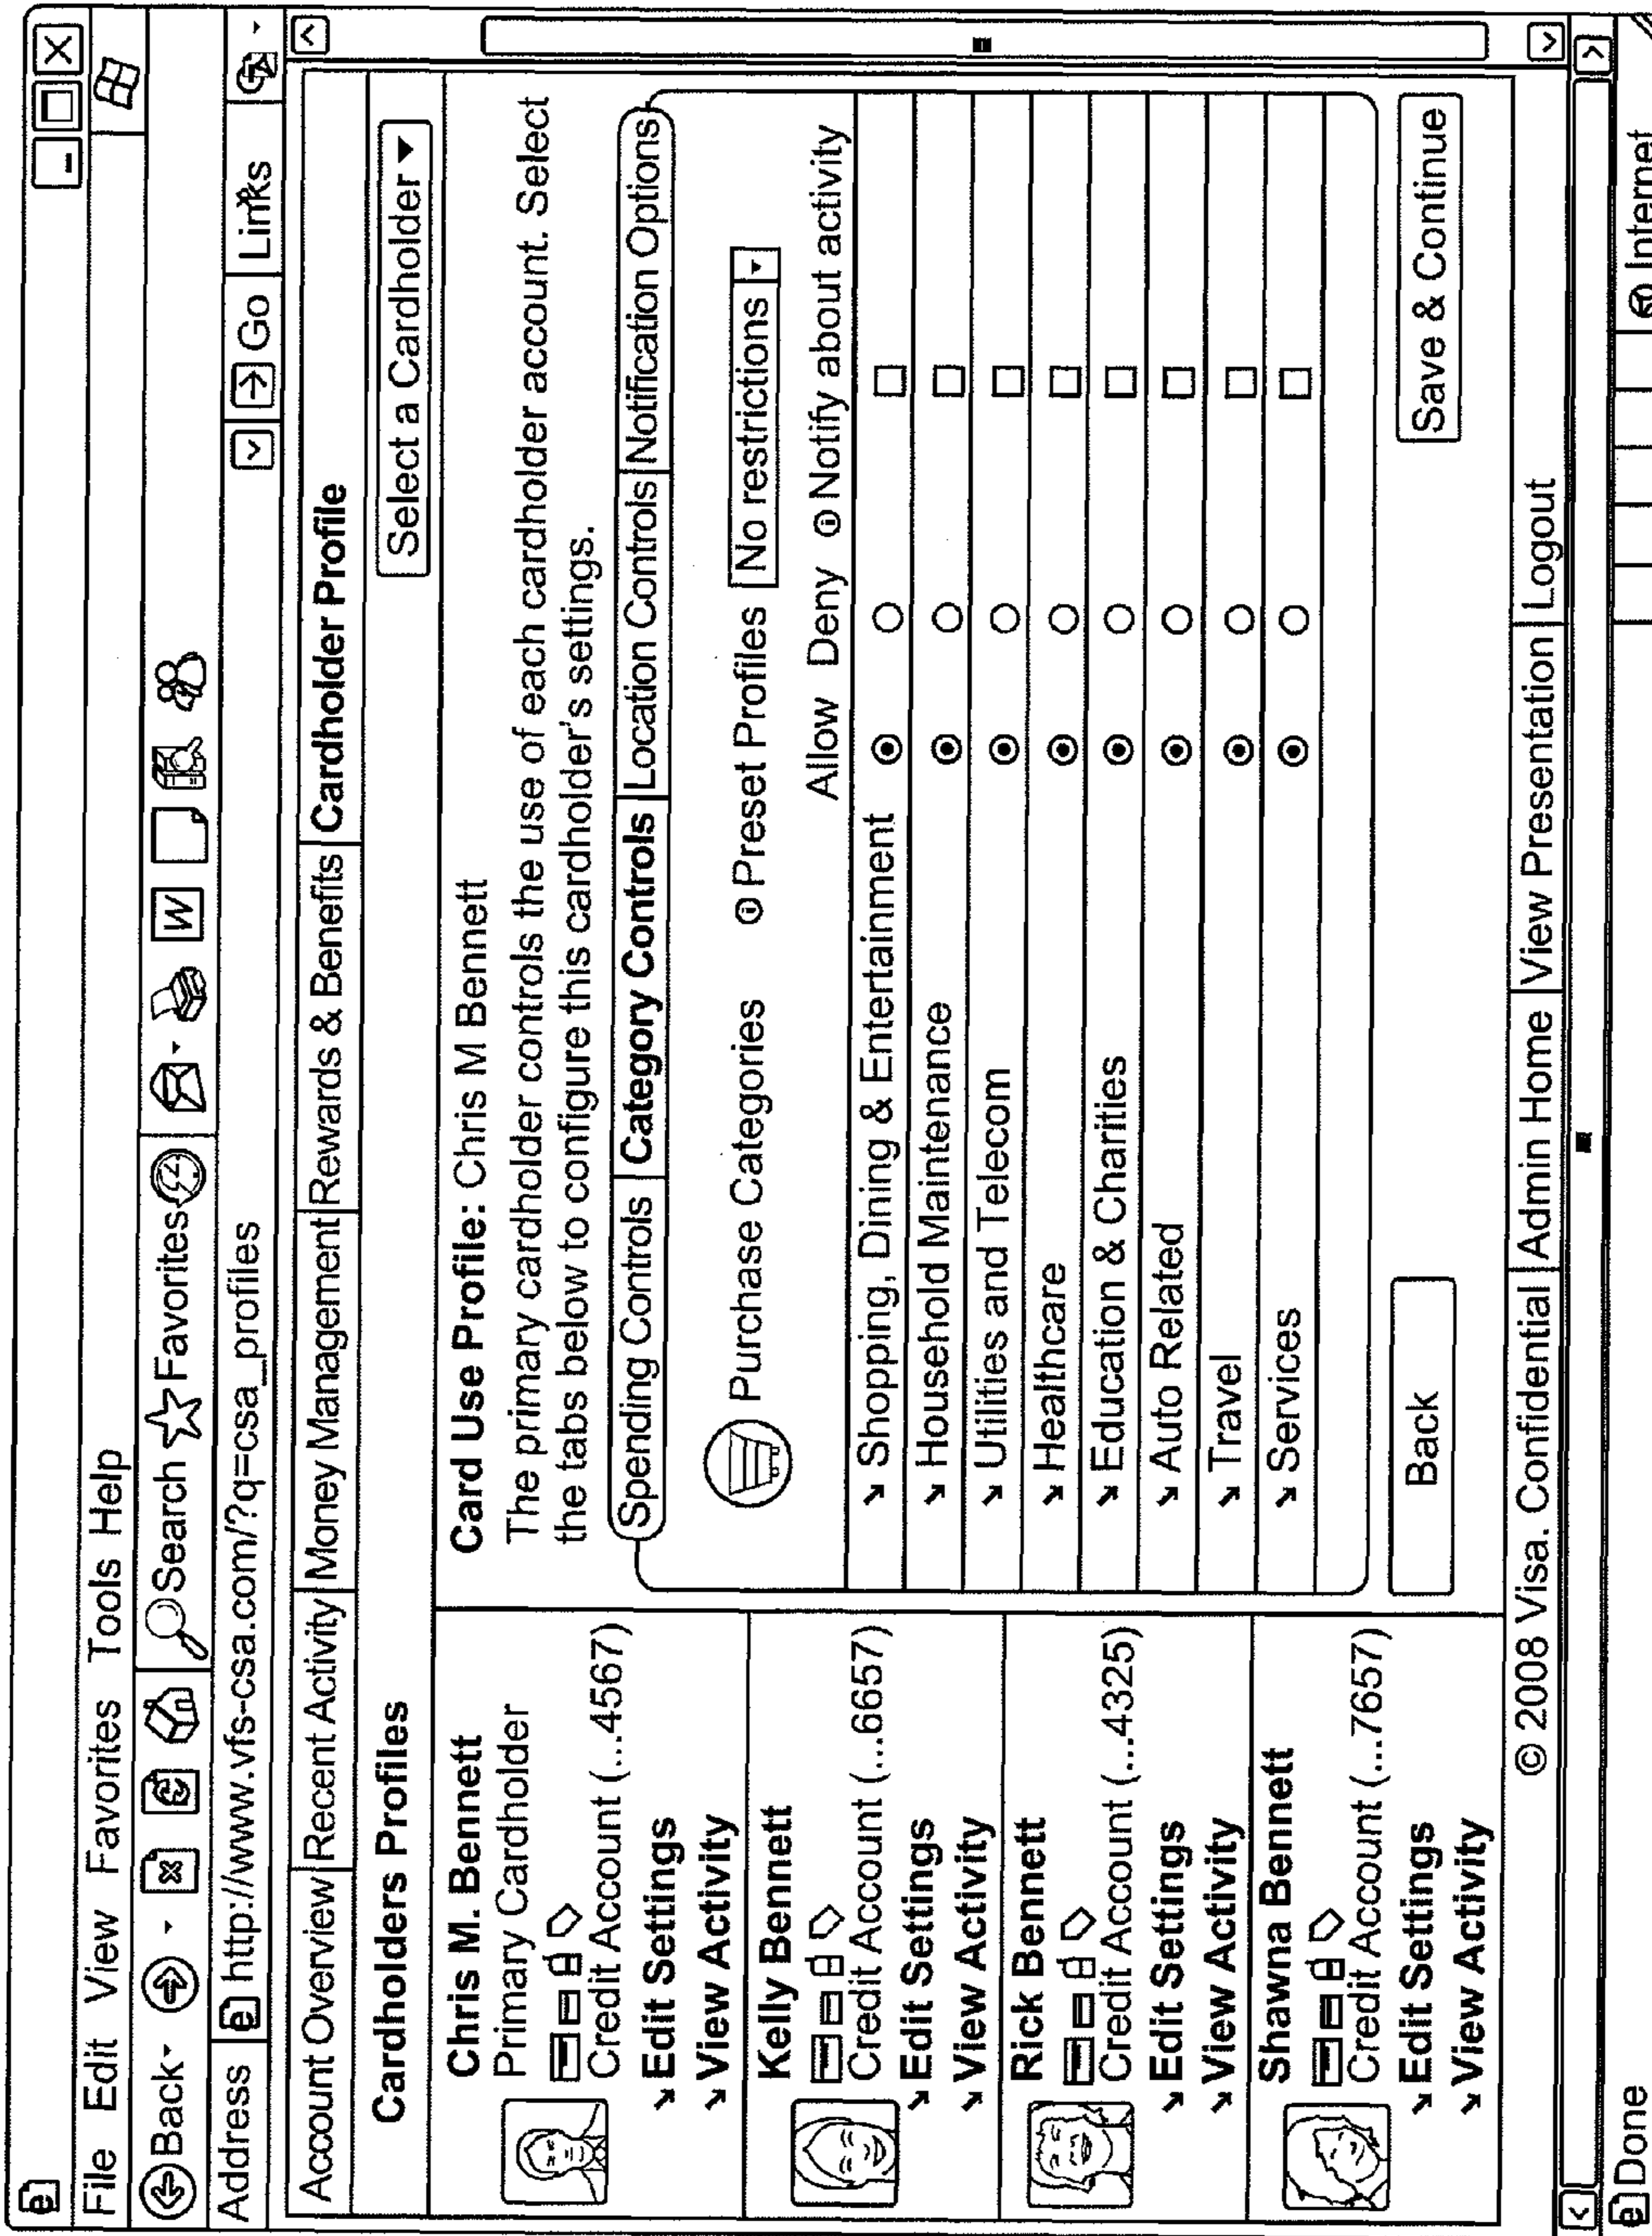 File Edit View Favorites Tools Help
Back Search Favorites W
Address http://www.vfs-csa.com/?q=csa_profiles Go Links
Account Overview Recent Activity Money Management Rewards & Benefits Cardholder Profile
Cardholders Profiles
Select a Cardholder
Chris M. Bennett
Primary Cardholder
Credit Account (...4567)
Edit Settings
View Activity
Kelly Bennett
Credit Account (...6657)
Edit Settings
View Activity
Rick Bennett
Credit Account (...4325)
Edit Settings
View Activity
Shawna Bennett
Credit Account (...7657)
Edit Settings
View Activity
Card Use Profile: Chris M Bennett
The primary cardholder controls the use of each cardholder account. Select
the tabs below to configure this cardholder's settings.
Spending Controls Category Controls Location Controls Notification Options
Purchase Categories Preset Profiles No restrictions
Allow Deny Notify about activity
Shopping, Dining & Entertainment
Household Maintenance
Utilities and Telecom
Healthcare
Education & Charities
Auto Related
Travel
Services
Back Save & Continue
© 2008 Visa. Confidential Admin Home View Presentation Logout
Done Internet